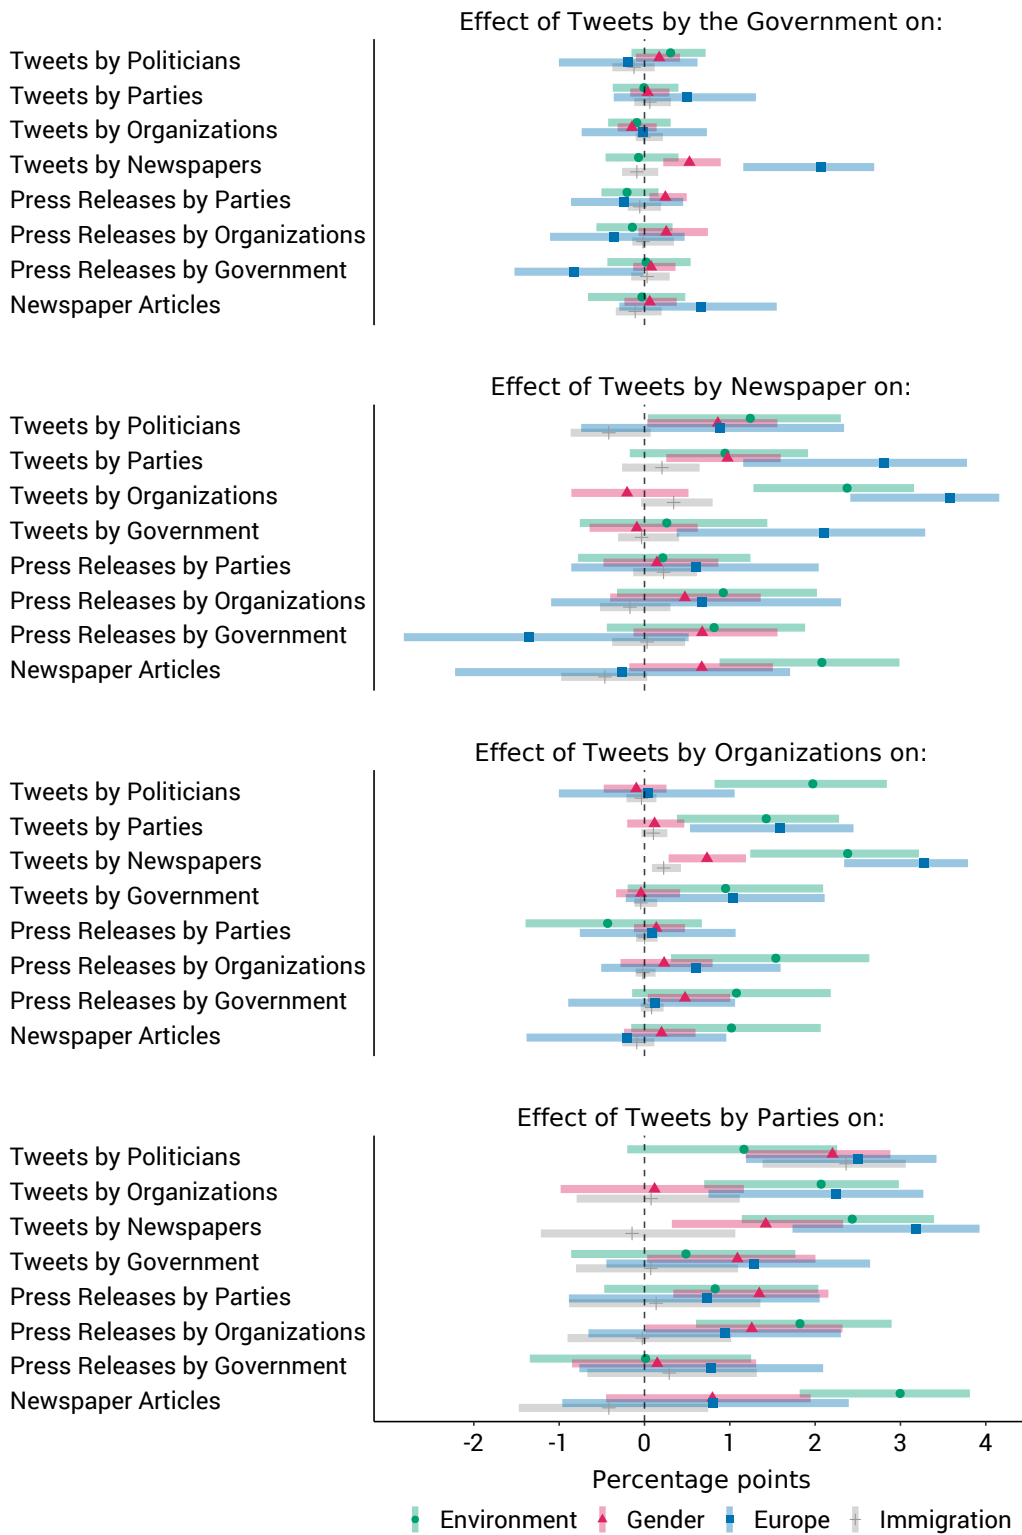 Effect of Tweets by the Government on:
Tweets by Politicians
Tweets by Parties
Tweets by Organizations
Tweets by Newspapers
Press Releases by Parties
Press Releases by Organizations
Press Releases by Government
Newspaper Articles
Effect of Tweets by Newspaper on:
Tweets by Politicians
Tweets by Parties
Tweets by Organizations
Tweets by Government
Press Releases by Parties
Press Releases by Organizations
Press Releases by Government
Newspaper Articles
Effect of Tweets by Organizations on:
Tweets by Politicians
Tweets by Parties
Tweets by Newspapers
Tweets by Government
Press Releases by Parties
Press Releases by Organizations
Press Releases by Government
Newspaper Articles
Effect of Tweets by Parties on:
Tweets by Politicians
Tweets by Organizations
Tweets by Newspapers
Tweets by Government
Press Releases by Parties
Press Releases by Organizations
Press Releases by Government
Newspaper Articles
-2 -1 0 1 2 3 4
Percentage points
Environment Gender Europe Immigration